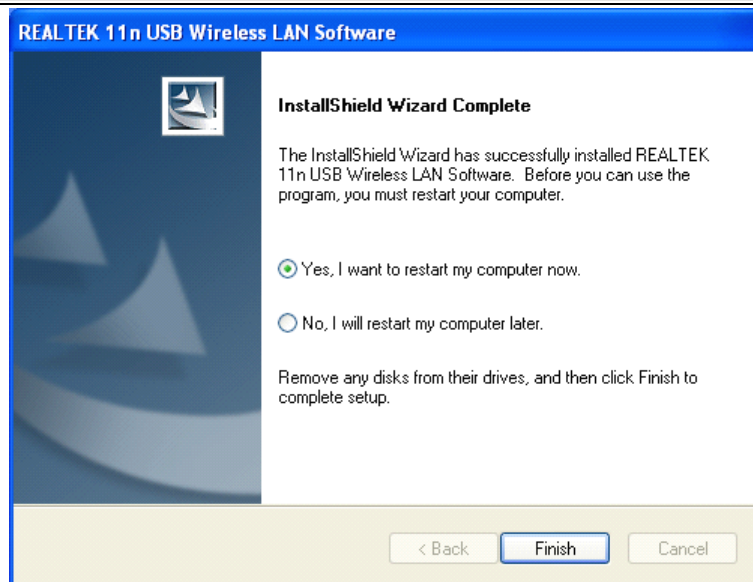 REALTEK 11n USB Wireless LAN Software
InstallShield Wizard Complete
The InstallShield Wizard has successfully installed REALTEK
11n USB Wireless LAN Software.  Before you can use the
program, you must restart your computer.
Yes, I want to restart my computer now.
No, I will restart my computer later.
Remove any disks from their drives, and then click Finish to
complete setup.
< Back Finish Cancel